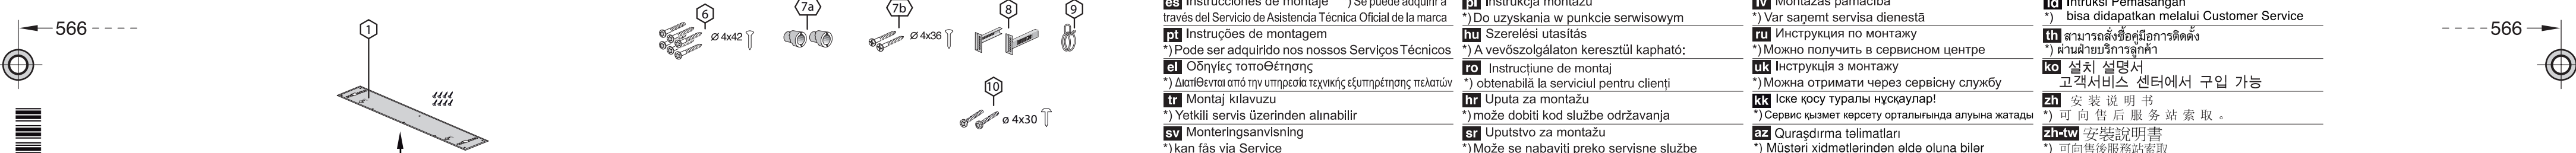 566
1
6
Ø 4x42
7a
7b
Ø 4x36
8
9
10
ø 4x30
es Instrucciones de montaje *) Se puede adquirir a
través del Servicio de Asistencia Técnica Oficial de la marca
pt Instruções de montagem
*) Pode ser adquirido nos nossos Serviços Técnicos
el Οδηγίες τοποθέτησης
*) Διατίθενται από την υπηρεσία τεχνικής εξυπηρέτησης πελατών
tr Montaj kılavuzu
*) Yetkili servis üzerinden alınabilir
sv Monteringsanvisning
*) kan fås via Service
pl Instrukcja montażu
*) Do uzyskania w punkcie serwisowym
hu Szerelési utasítás
*) A vevőszolgálaton keresztül kapható:
ro Instrucțiune de montaj
*) obtenabilă la serviciul pentru clienți
hr Uputa za montažu
*) može dobiti kod službe održavanja
sr Uputstvo za montažu
*) Može se nabaviti preko servisne službe
lv Montāžas pamācība
*) Var saņemt servisa dienestā
ru Инструкция по монтажу
*) Можно получить в сервисном центре
uk Інструкція з монтажу
*) Можна отримати через сервісну службу
kk Іске қосу туралы нұсқаулар!
*) Сервис қызмет көрсету орталығында алуына жатады
az Quraşdırma təlimatları
*) Müştəri xidmətlərindən əldə oluna bilər
id Intruksi Pemasangan
*) bisa didapatkan melalui Customer Service
th สามารถสั่งซื้อคู่มือการติดตั้ง
*) ผ่านฝ่ายบริการลูกค้า
ko 설치 설명서
고객서비스 센터에서 구입 가능
zh 安 装 说 明 书
*) 可 向 售 后 服 务 站 索 取 。
zh-tw 安裝說明書
*) 可向售後服務站索取
566